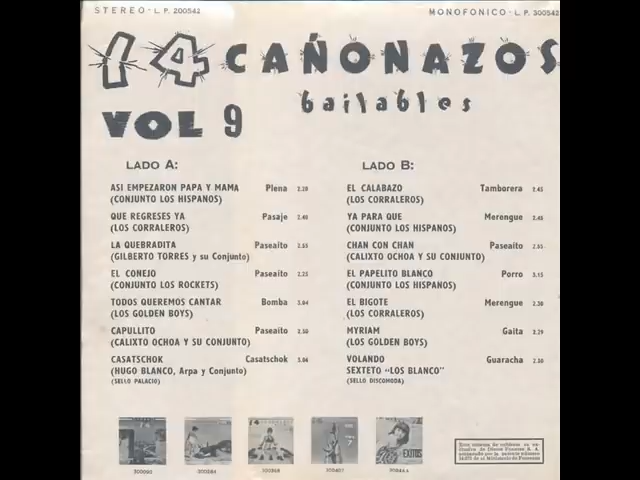 STEREO-L.P. 200542
MONOFONICO-L.P. 300542
14 CAÑONAZOS
bailables
VOL 9
LADO A:
ASI EMPEZARON PAPA Y MAMA Plena 2.20
(CONJUNTO LOS HISPANOS)
QUE REGRESES YA Pasaje 2.40
(LOS CORRALEROS)
LA QUEBRADITA Paseaito 2.55
(GILBERTO TORRES y su Conjunto)
EL CONEJO Paseaito 2.25
(CONJUNTO LOS ROCKETS)
TODOS QUEREMOS CANTAR Bomba 3.04
(LOS GOLDEN BOYS)
CAPULLITO Paseaito 2.50
(CALIXTO OCHOA Y SU CONJUNTO)
CASATSCHOK Casatschok 3.06
(HUGO BLANCO, Arpa y Conjunto)
(SELLO PALACIO)
LADO B:
EL CALABAZO Tamborera 2.45
(LOS CORRALEROS)
YA PARA QUE Merengue 2.46
(CONJUNTO LOS HISPANOS)
CHAN CON CHAN Paseaito 2.55
(CALIXTO OCHOA Y SU CONJUNTO)
EL PAPELITO BLANCO Porro 3.15
(CONJUNTO LOS HISPANOS)
EL BIGOTE Merengue 2.50
(LOS CORRALEROS)
MYRIAM Gaita 2.29
(LOS GOLDEN BOYS)
VOLANDO Guaracha 2.50
SEXTETO "LOS BLANCO"
(SELLO DISCOMODA)
EXITOS